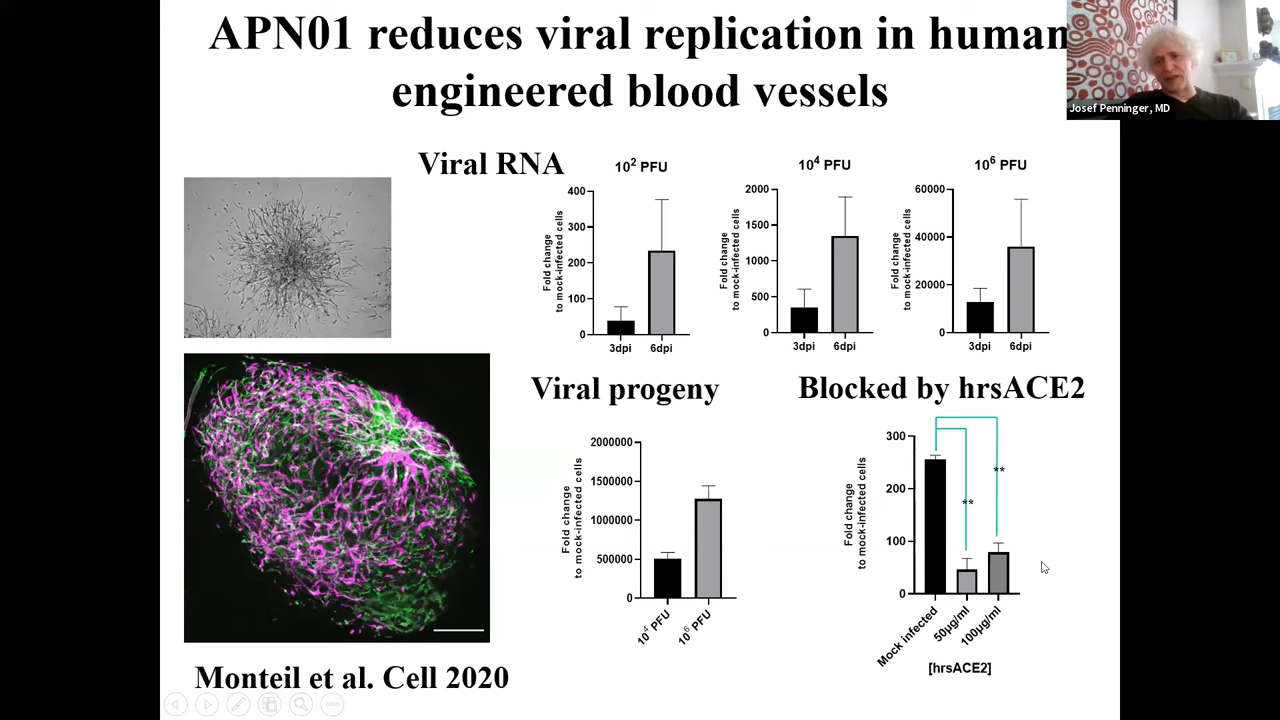 APN01 reduces viral replication in human
engineered blood vessels
Josef Penninger, MD
Viral RNA
10² PFU
Fold change
to mock-infected cells
400
300
200
100
0
3dpi
6dpi
10⁴ PFU
Fold change
to mock-infected cells
2000
1500
1000
500
0
3dpi
6dpi
10⁶ PFU
Fold change
to mock-infected cells
60000
40000
20000
0
3dpi
6dpi
Viral progeny
Fold change
to mock-infected cells
2000000
1500000
1000000
500000
0
10⁴ PFU
10⁶ PFU
Blocked by hrsACE2
Fold change
to mock-infected cells
300
200
100
0
**
**
Mock infected
50µg/ml
100µg/ml
[hrsACE2]
Monteil et al. Cell 2020